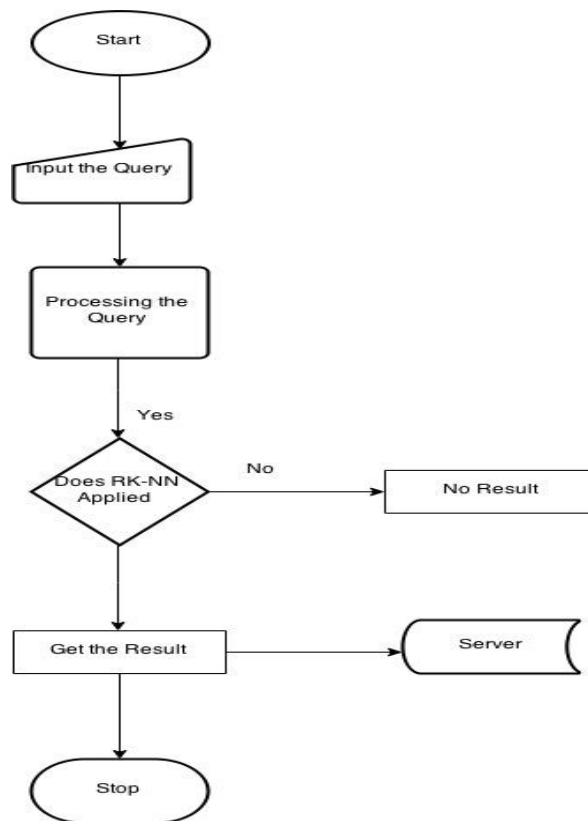 Start
Input the Query
Processing the
Query
Yes
Does RK-NN
Applied
No
No Result
Get the Result
Server
Stop